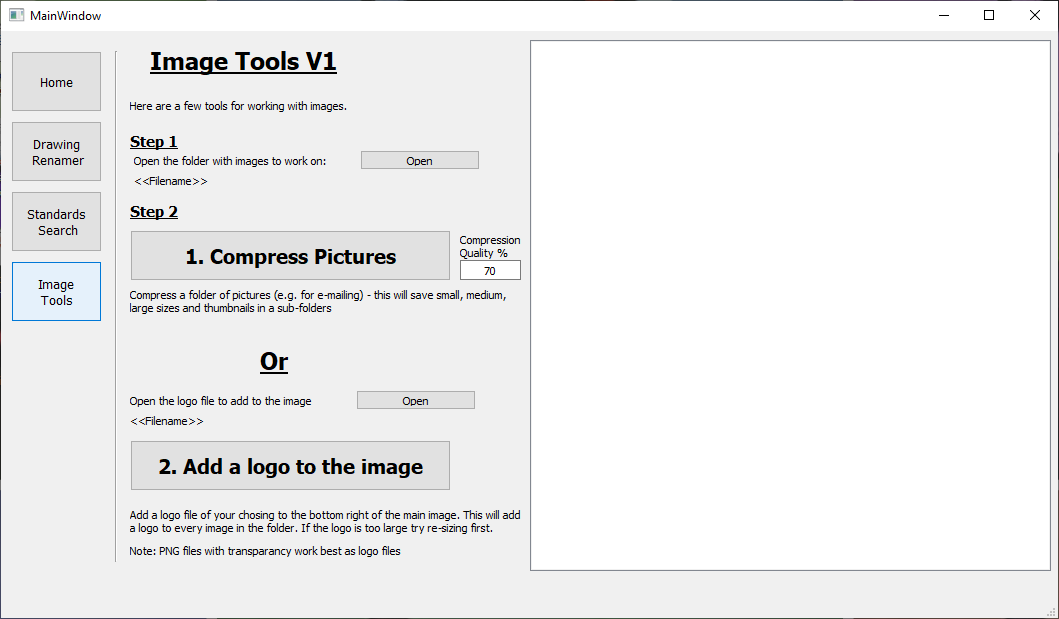 MainWindow
Home
Drawing
Renamer
Standards
Search
Image
Tools
Image Tools V1
Here are a few tools for working with images.
Step 1
Open the folder with images to work on:
Open
<<Filename>>
Step 2
1. Compress Pictures
Compression
Quality %
70
Compress a folder of pictures (e.g. for e-mailing) - this will save small, medium,
large sizes and thumbnails in a sub-folders
Or
Open the logo file to add to the image
Open
<<Filename>>
2. Add a logo to the image
Add a logo file of your chosing to the bottom right of the main image. This will add
a logo to every image in the folder. If the logo is too large try re-sizing first.
Note: PNG files with transparancy work best as logo files